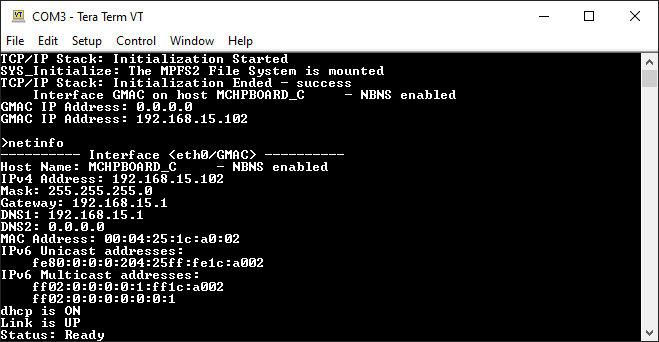 COM3 - Tera Term VT
File Edit Setup Control Window Help
TCP/IP Stack: Initialization Started
SYS_Initialize: The MPFS2 File System is mounted
TCP/IP Stack: Initialization Ended - success
    Interface GMAC on host MCHPBOARD_C     - NBNS enabled
GMAC IP Address: 0.0.0.0
GMAC IP Address: 192.168.15.102
>netinfo
---------- Interface <eth0/GMAC> ----------
Host Name: MCHPBOARD_C     - NBNS enabled
IPv4 Address: 192.168.15.102
Mask: 255.255.255.0
Gateway: 192.168.15.1
DNS1: 192.168.15.1
DNS2: 0.0.0.0
MAC Address: 00:04:25:1c:a0:02
IPv6 Unicast addresses:
    fe80:0:0:0:204:25ff:fe1c:a002
IPv6 Multicast addresses:
    ff02:0:0:0:0:1:ff1c:a002
    ff02:0:0:0:0:0:0:1
dhcp is ON
Link is UP
Status: Ready